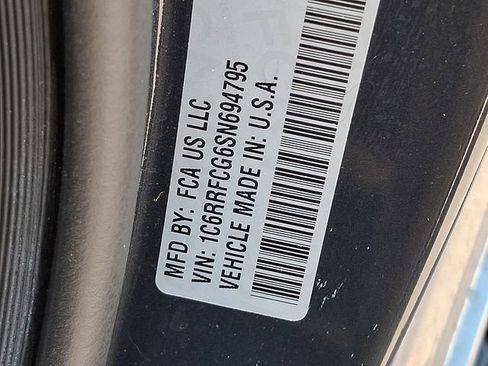 MFD BY: FCA US LLC
VIN: 1C6RRFCG6SN694795
VEHICLE MADE IN: U.S.A.